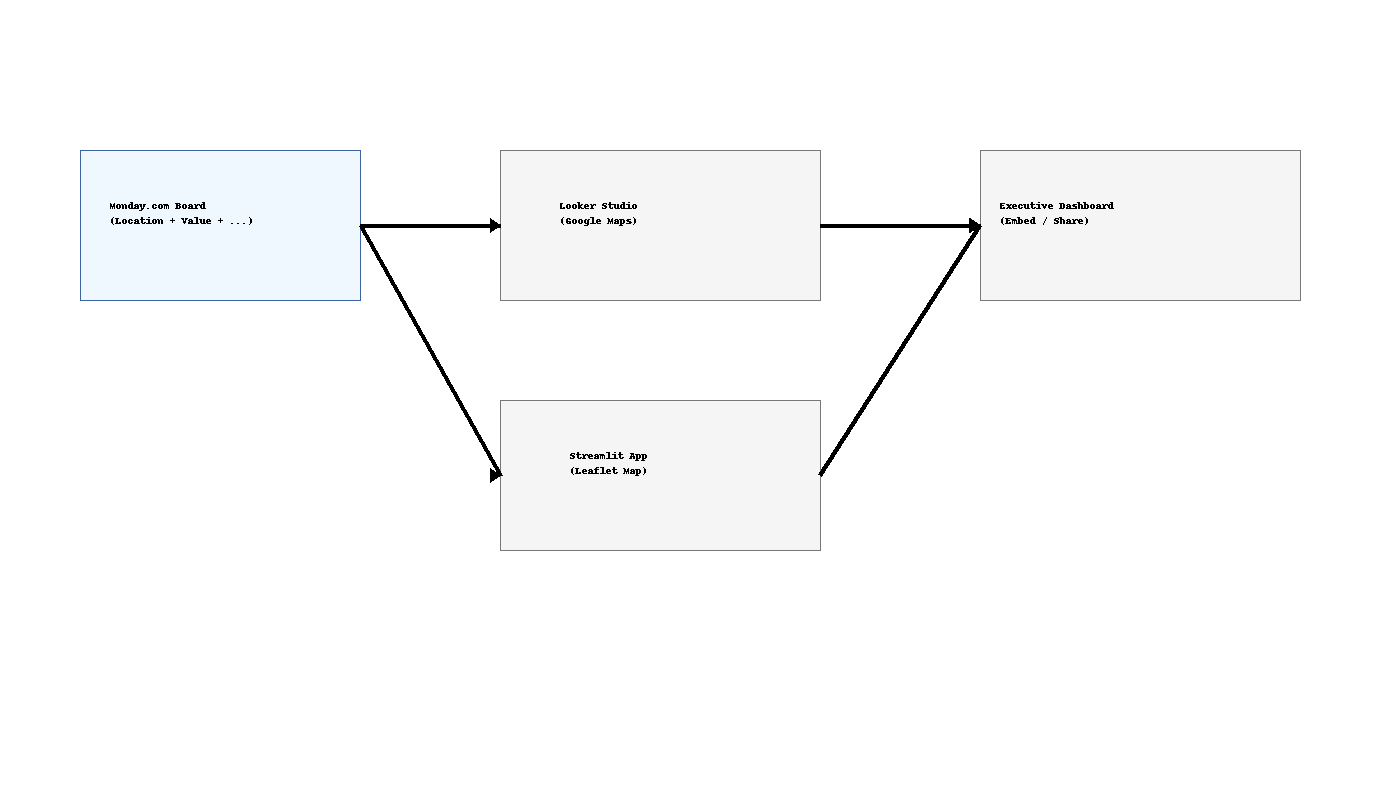 Monday.com Board
(Location + Value + ...)
Looker Studio
(Google Maps)
Executive Dashboard
(Embed / Share)
Streamlit App
(Leaflet Map)